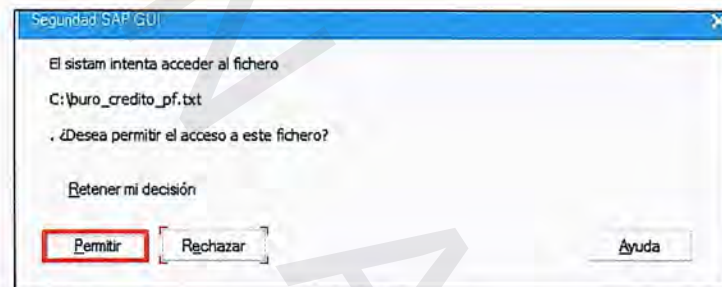 Seguridad SAP GUI
El sistam intenta acceder al fichero
C:\buro_credito_pf.txt
. ¿Desea permitir el acceso a este fichero?
Retener mi decisión
Permitir Rechazar Ayuda